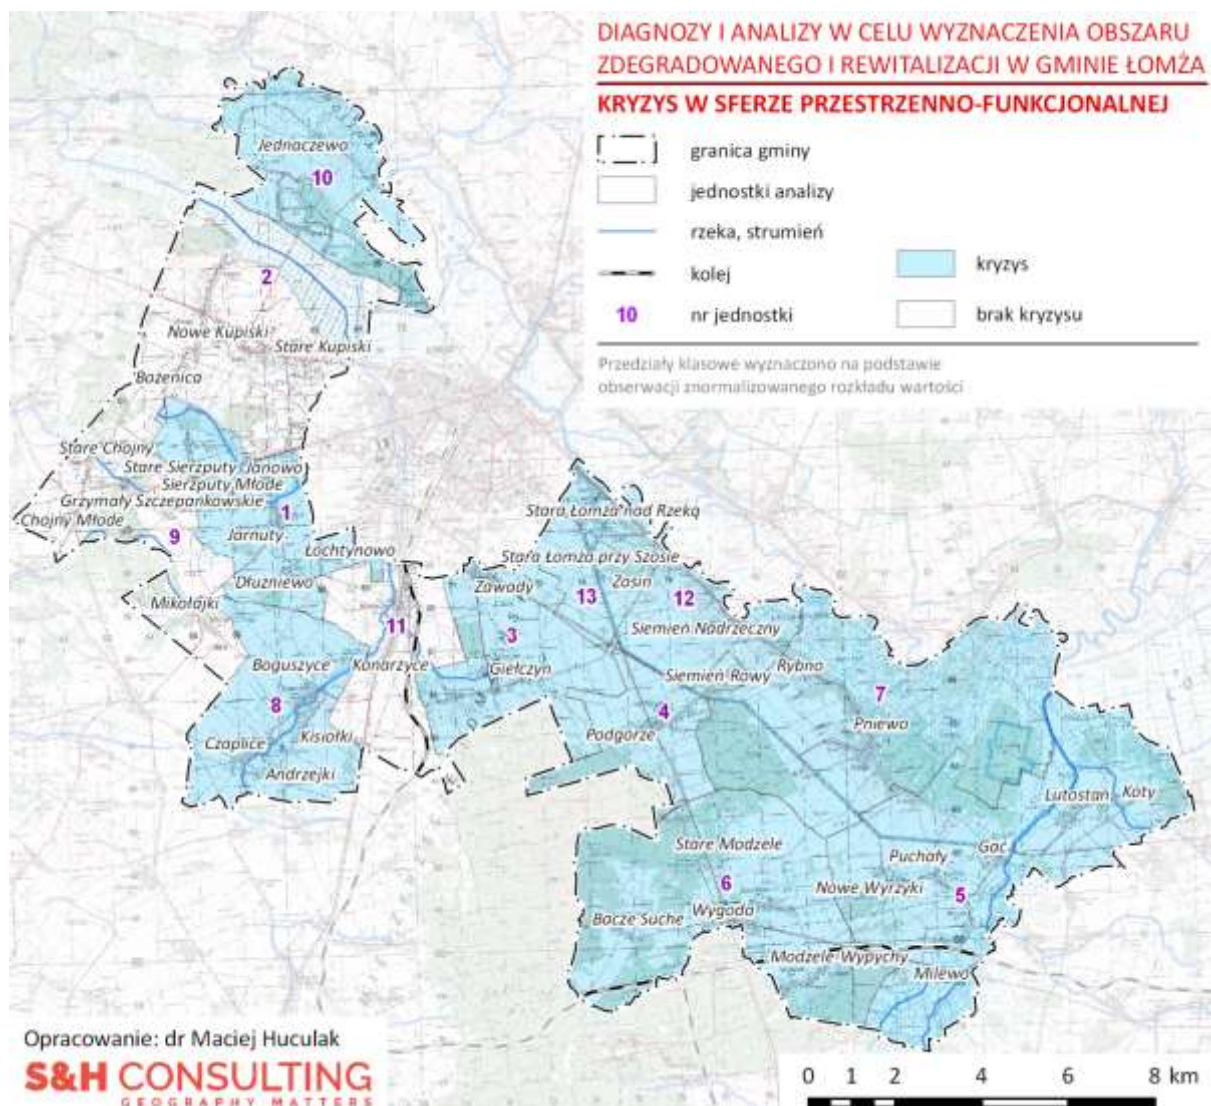 DIAGNOZY I ANALIZY W CELU WYZNACZENIA OBSZARU
ZDEGRADOWANEGO I REWITALIZACJI W GMINIE ŁOMŻA
KRYZYS W SFERZE PRZESTRZENNO-FUNKCJONALNEJ
granica gminy
jednostki analizy
rzeka, strumień
kolej
kryzys
10 nr jednostki
brak kryzysu
Przedziały klasowe wyznaczono na podstawie
obserwacji znormalizowanego rozkładu wartości
Jednaczewo
10
2
Nowe Kupiski
Stare Kupiski
Bożenica
Stare Chojny
Stare Sierzputy Janowo
Sierzputy Młode
Grzymały Szczepankowskie
1
Chojny Młode
9
Jarnuty
Łochtynowo
Dłużniewo
Mikołajki
11
Boguszyce
Konarzyce
8
Czaplice
Kisiołki
Andrzejki
Stara Łomża nad Rzeką
Stara Łomża przy Szosie
Zawady
13
Zosin
12
3
Siemień Nadrzeczny
Giełczyn
Siemień Rowy
Rybno
7
4
Pniewo
Podgórze
Lutostań
Koty
Stare Modzele
Puchały
Gać
6
Nowe Wyrzyki
5
Bacze Suche
Wygoda
Modzele Wypychy
Milewo
Opracowanie: dr Maciej Huculak
S&H CONSULTING
GEOGRAPHY MATTERS
0 1 2 4 6 8 km